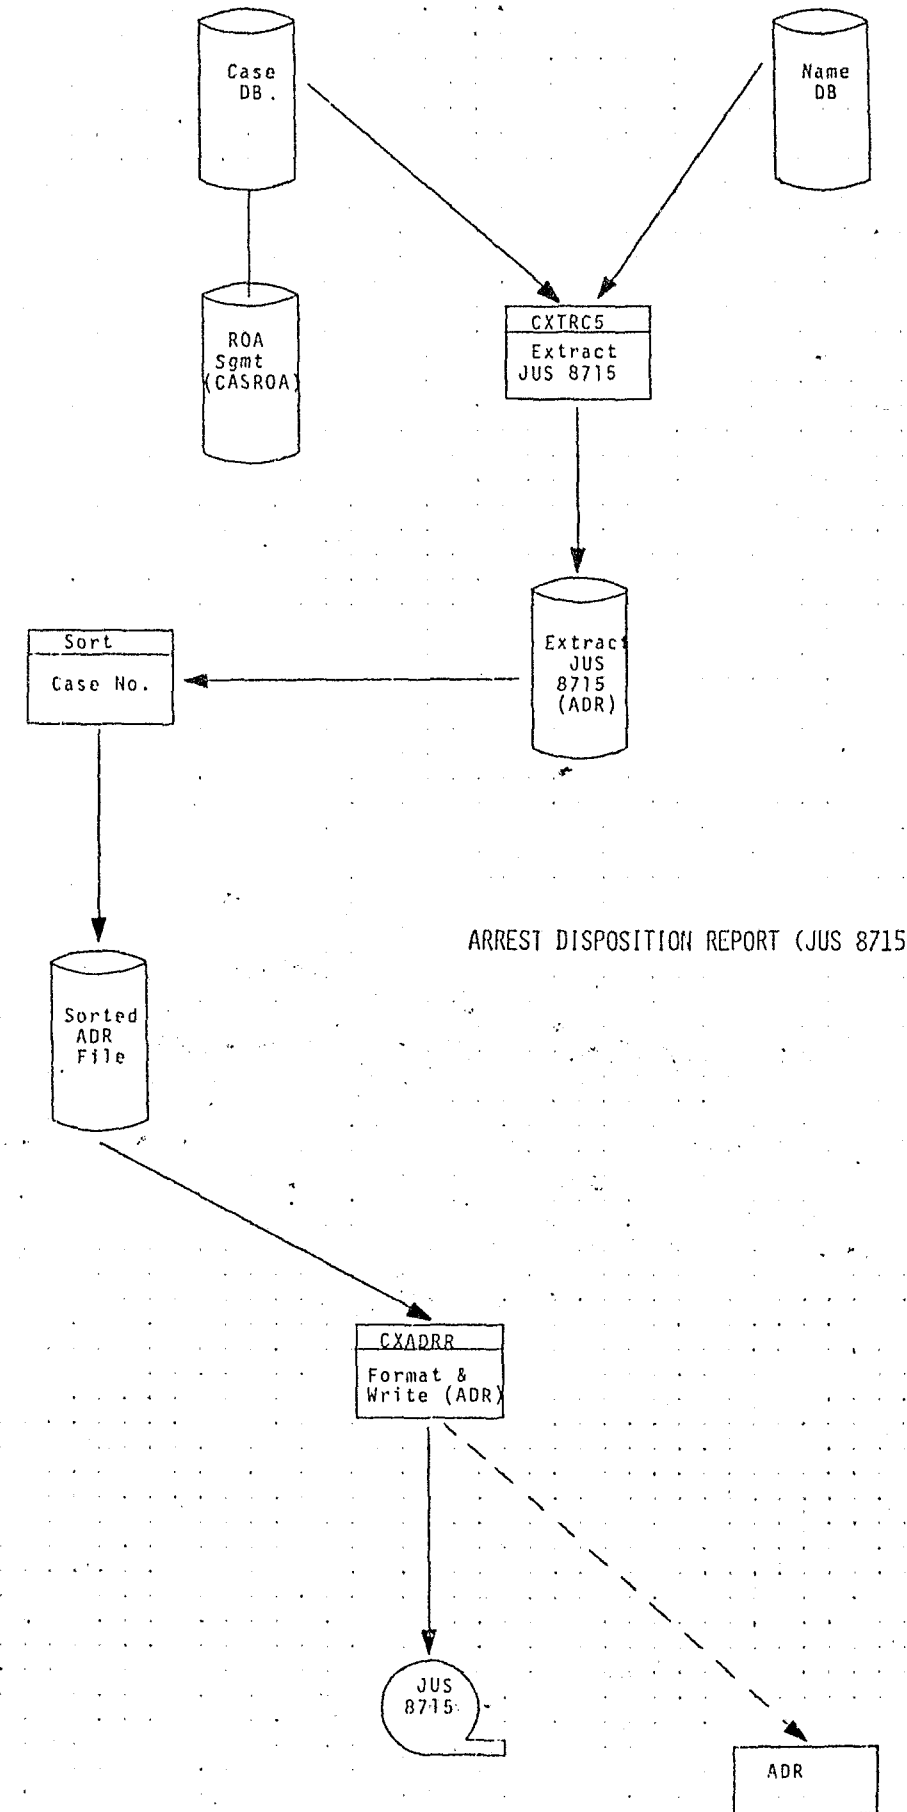 Case
DB.
Name
DB
ROA
Sgmt
(CASROA)
CXTRC5
Extract
JUS 8715
Sort
Case No.
Extract
JUS
8715
(ADR)
ARREST DISPOSITION REPORT (JUS 8715
Sorted
ADR
File
CXADRR
Format &
Write (ADR)
JUS
8715
ADR